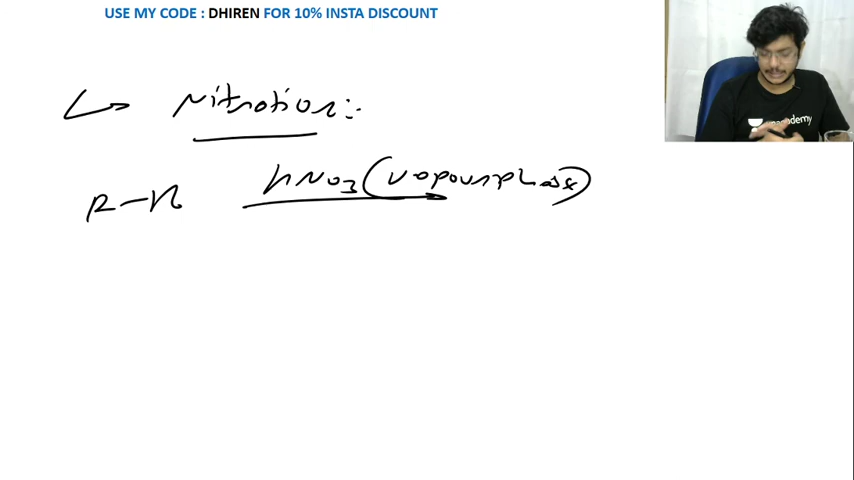 USE MY CODE : DHIREN FOR 10% INSTA DISCOUNT
Nitration :-
R-H HNO3 (vapour phase)